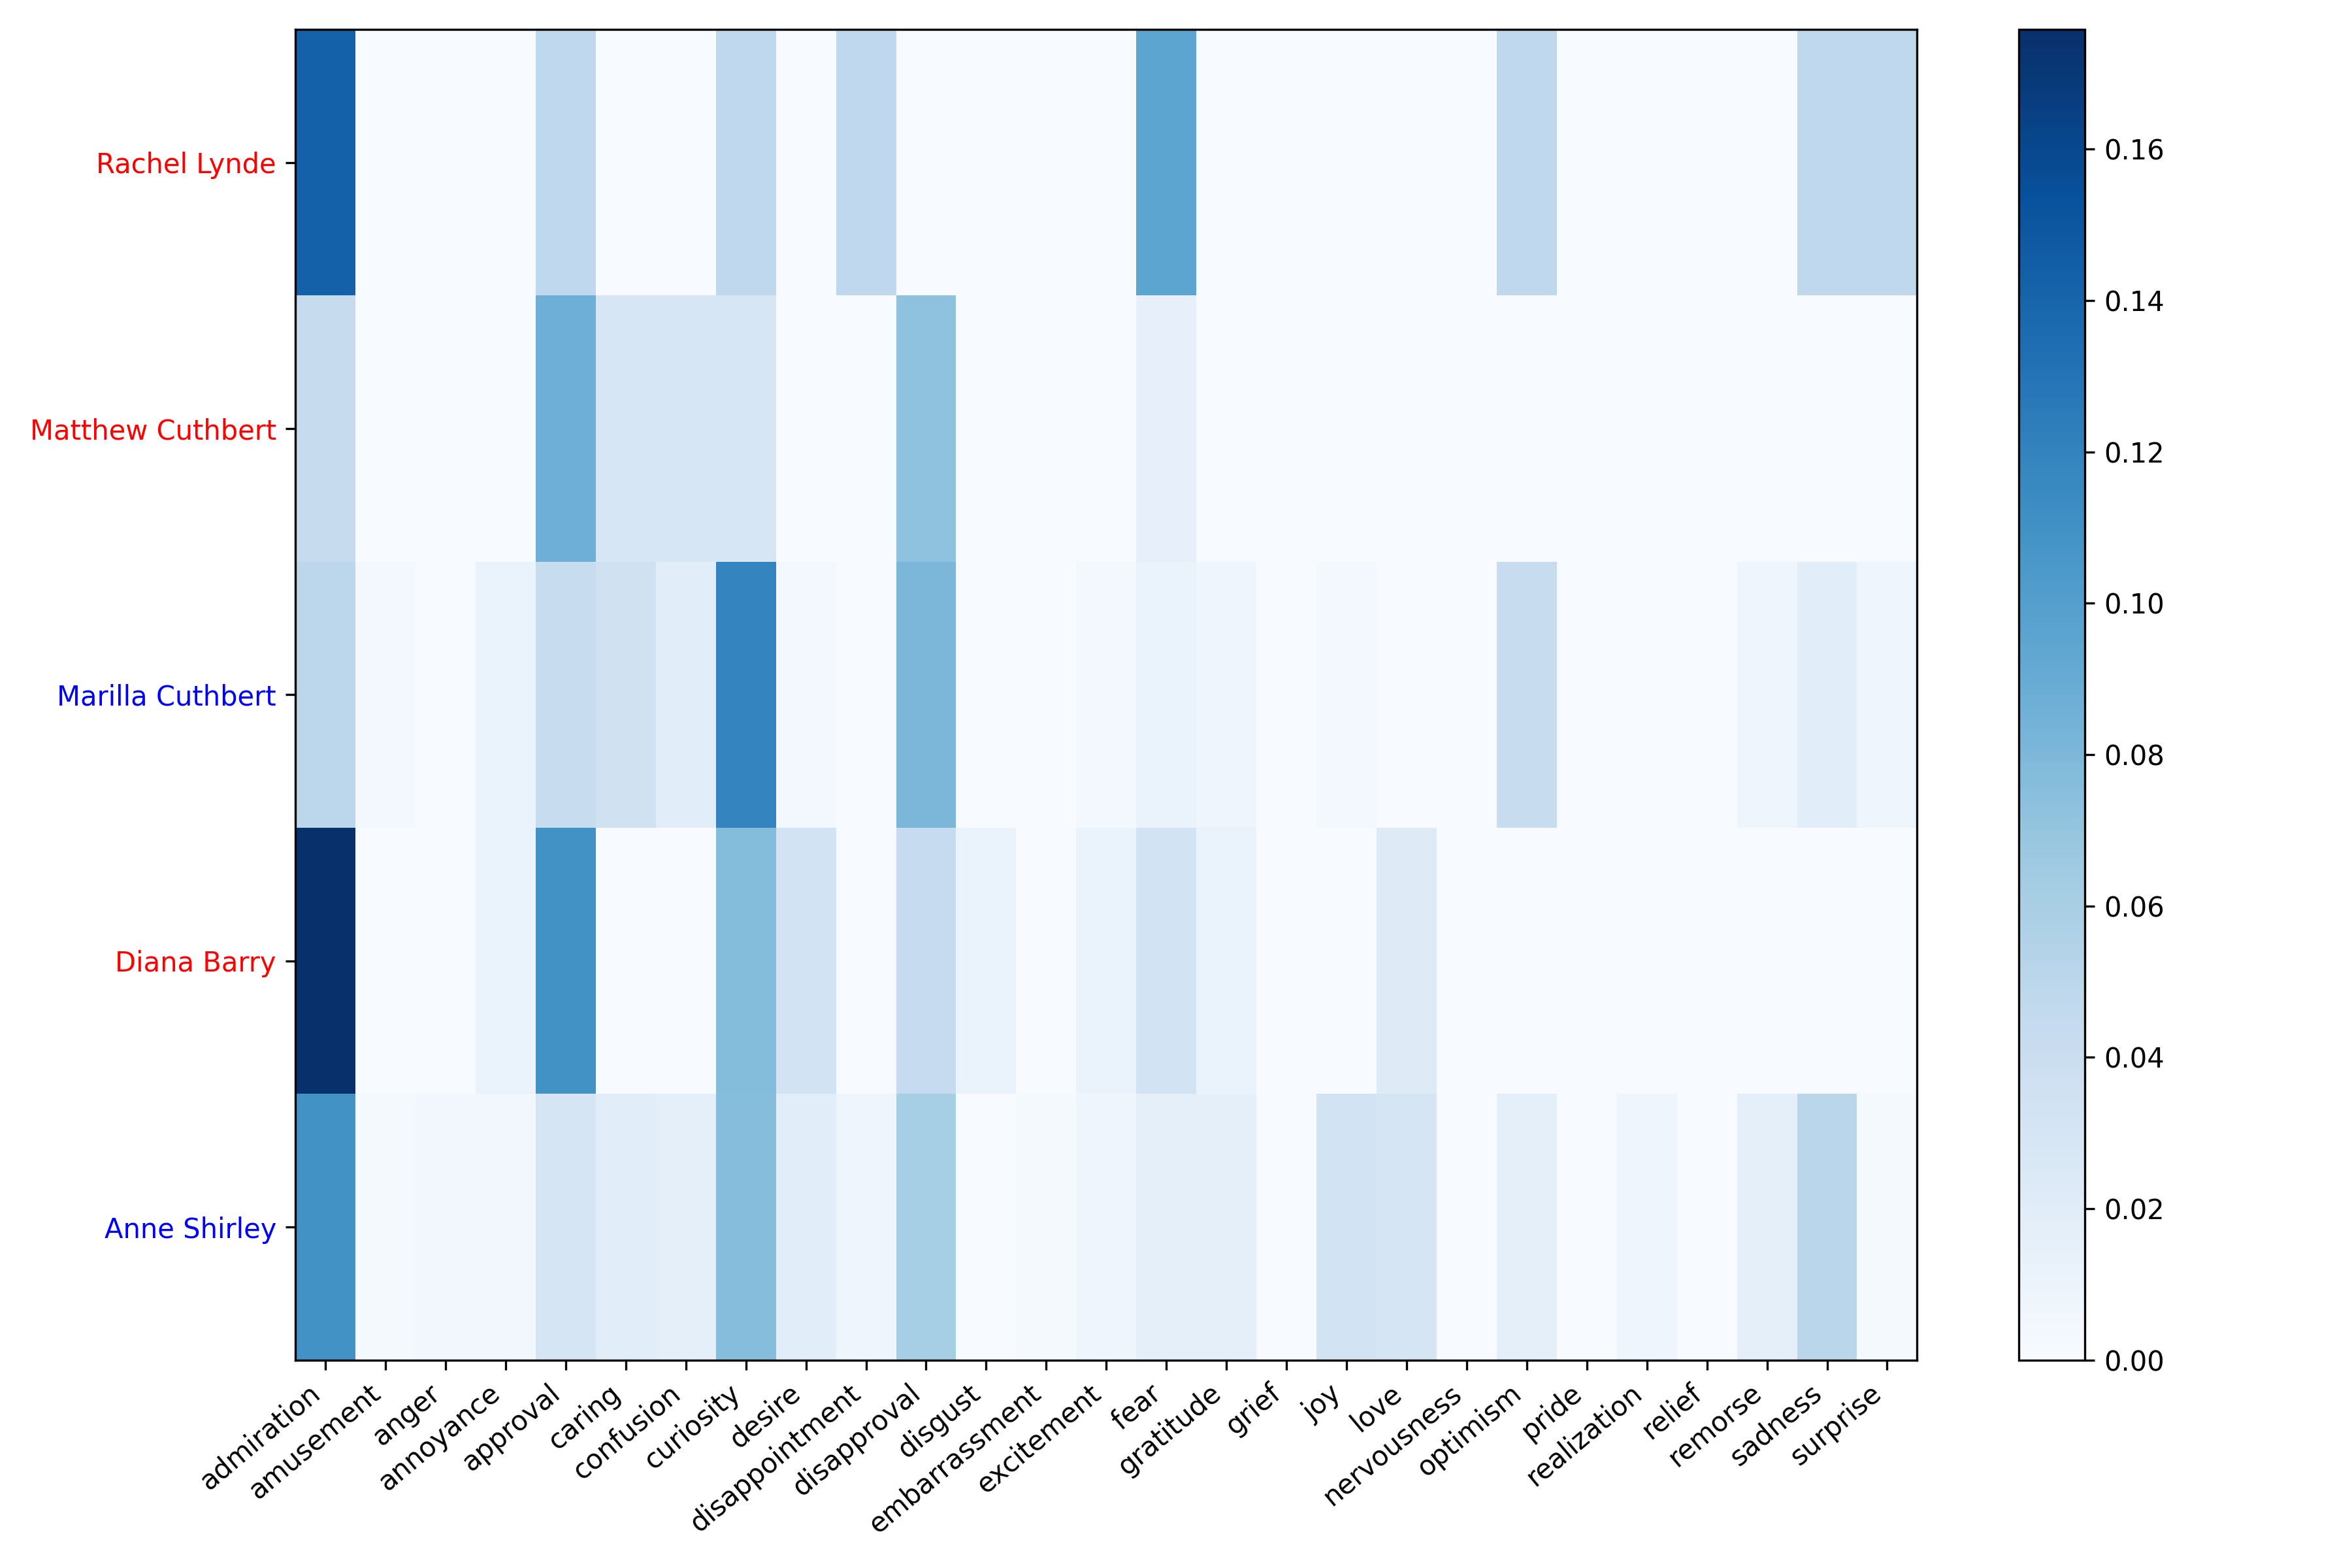 Rachel Lynde
Matthew Cuthbert
Marilla Cuthbert
Diana Barry
Anne Shirley
admiration
amusement
anger
annoyance
approval
caring
confusion
curiosity
desire
disappointment
disapproval
disgust
embarrassment
excitement
fear
gratitude
grief
joy
love
nervousness
optimism
pride
realization
relief
remorse
sadness
surprise
0.16
0.14
0.12
0.10
0.08
0.06
0.04
0.02
0.00